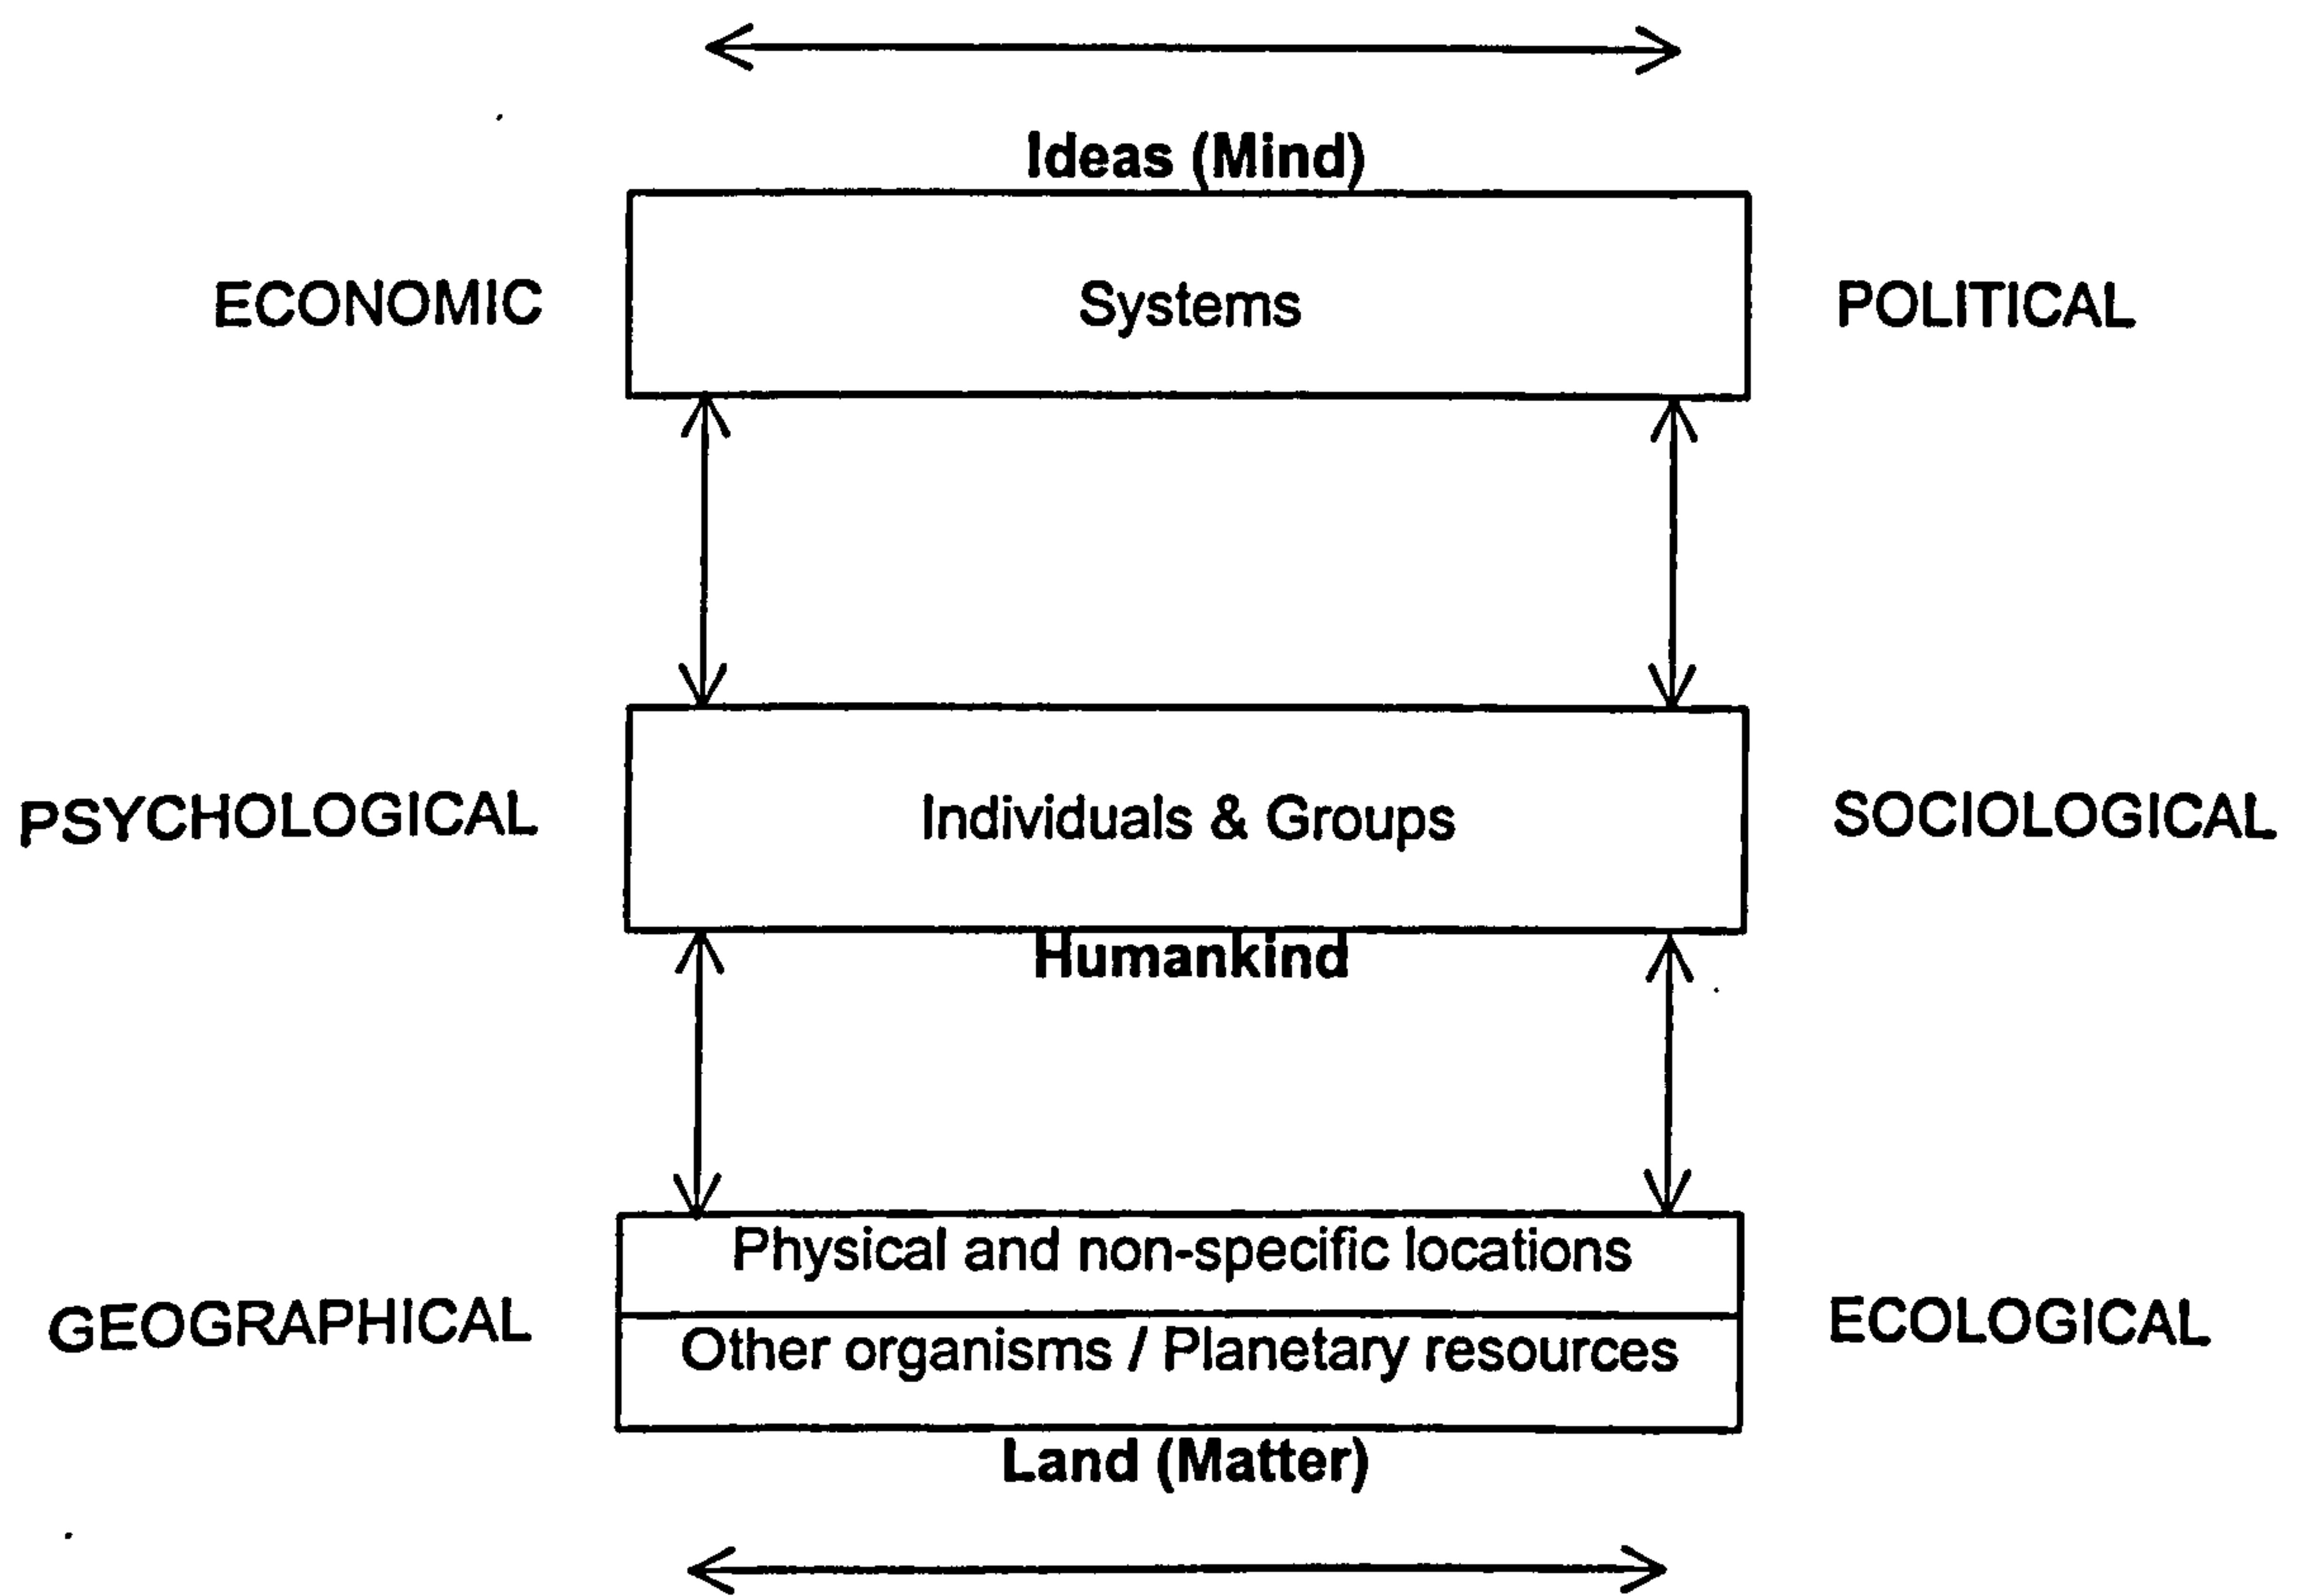 Ideas (Mind)
ECONOMIC
Systems
POLITICAL
PSYCHOLOGICAL
Individuals & Groups
SOCIOLOGICAL
Humankind
Physical and non-specific locations
GEOGRAPHICAL
Other organisms / Planetary resources
ECOLOGICAL
Land (Matter)